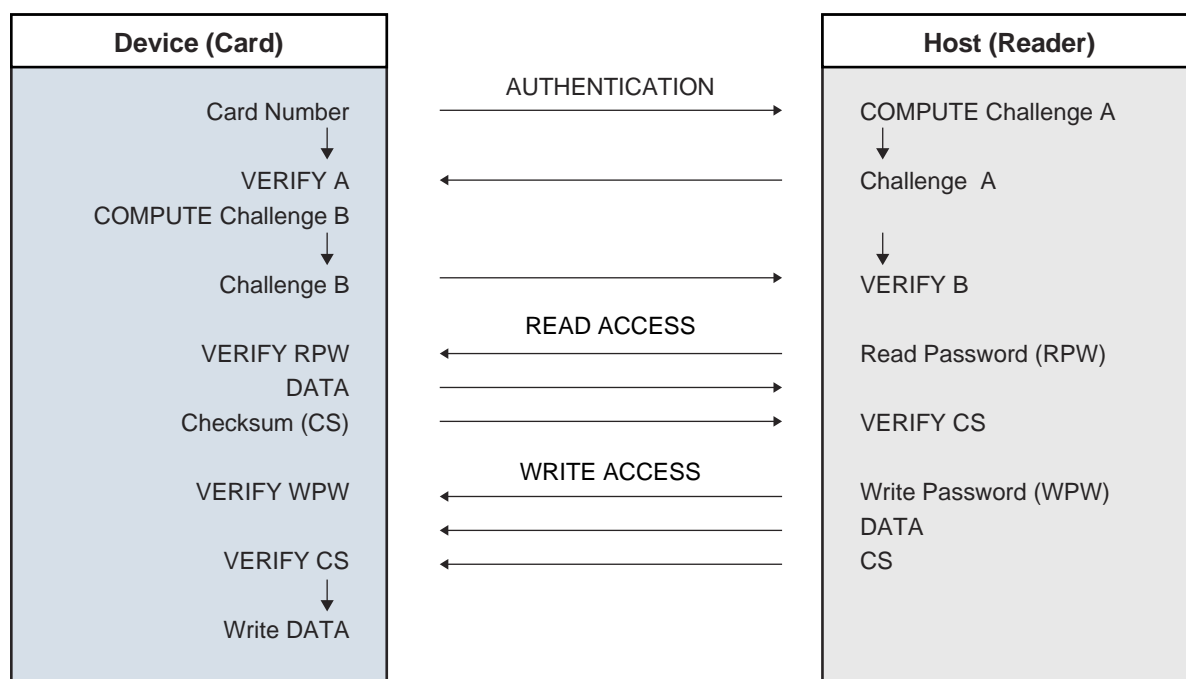 Device (Card)
Host (Reader)
AUTHENTICATION
Card Number
COMPUTE Challenge A
VERIFY A
Challenge A
COMPUTE Challenge B
Challenge B
VERIFY B
READ ACCESS
VERIFY RPW
Read Password (RPW)
DATA
Checksum (CS)
VERIFY CS
WRITE ACCESS
VERIFY WPW
Write Password (WPW)
DATA
VERIFY CS
CS
Write DATA